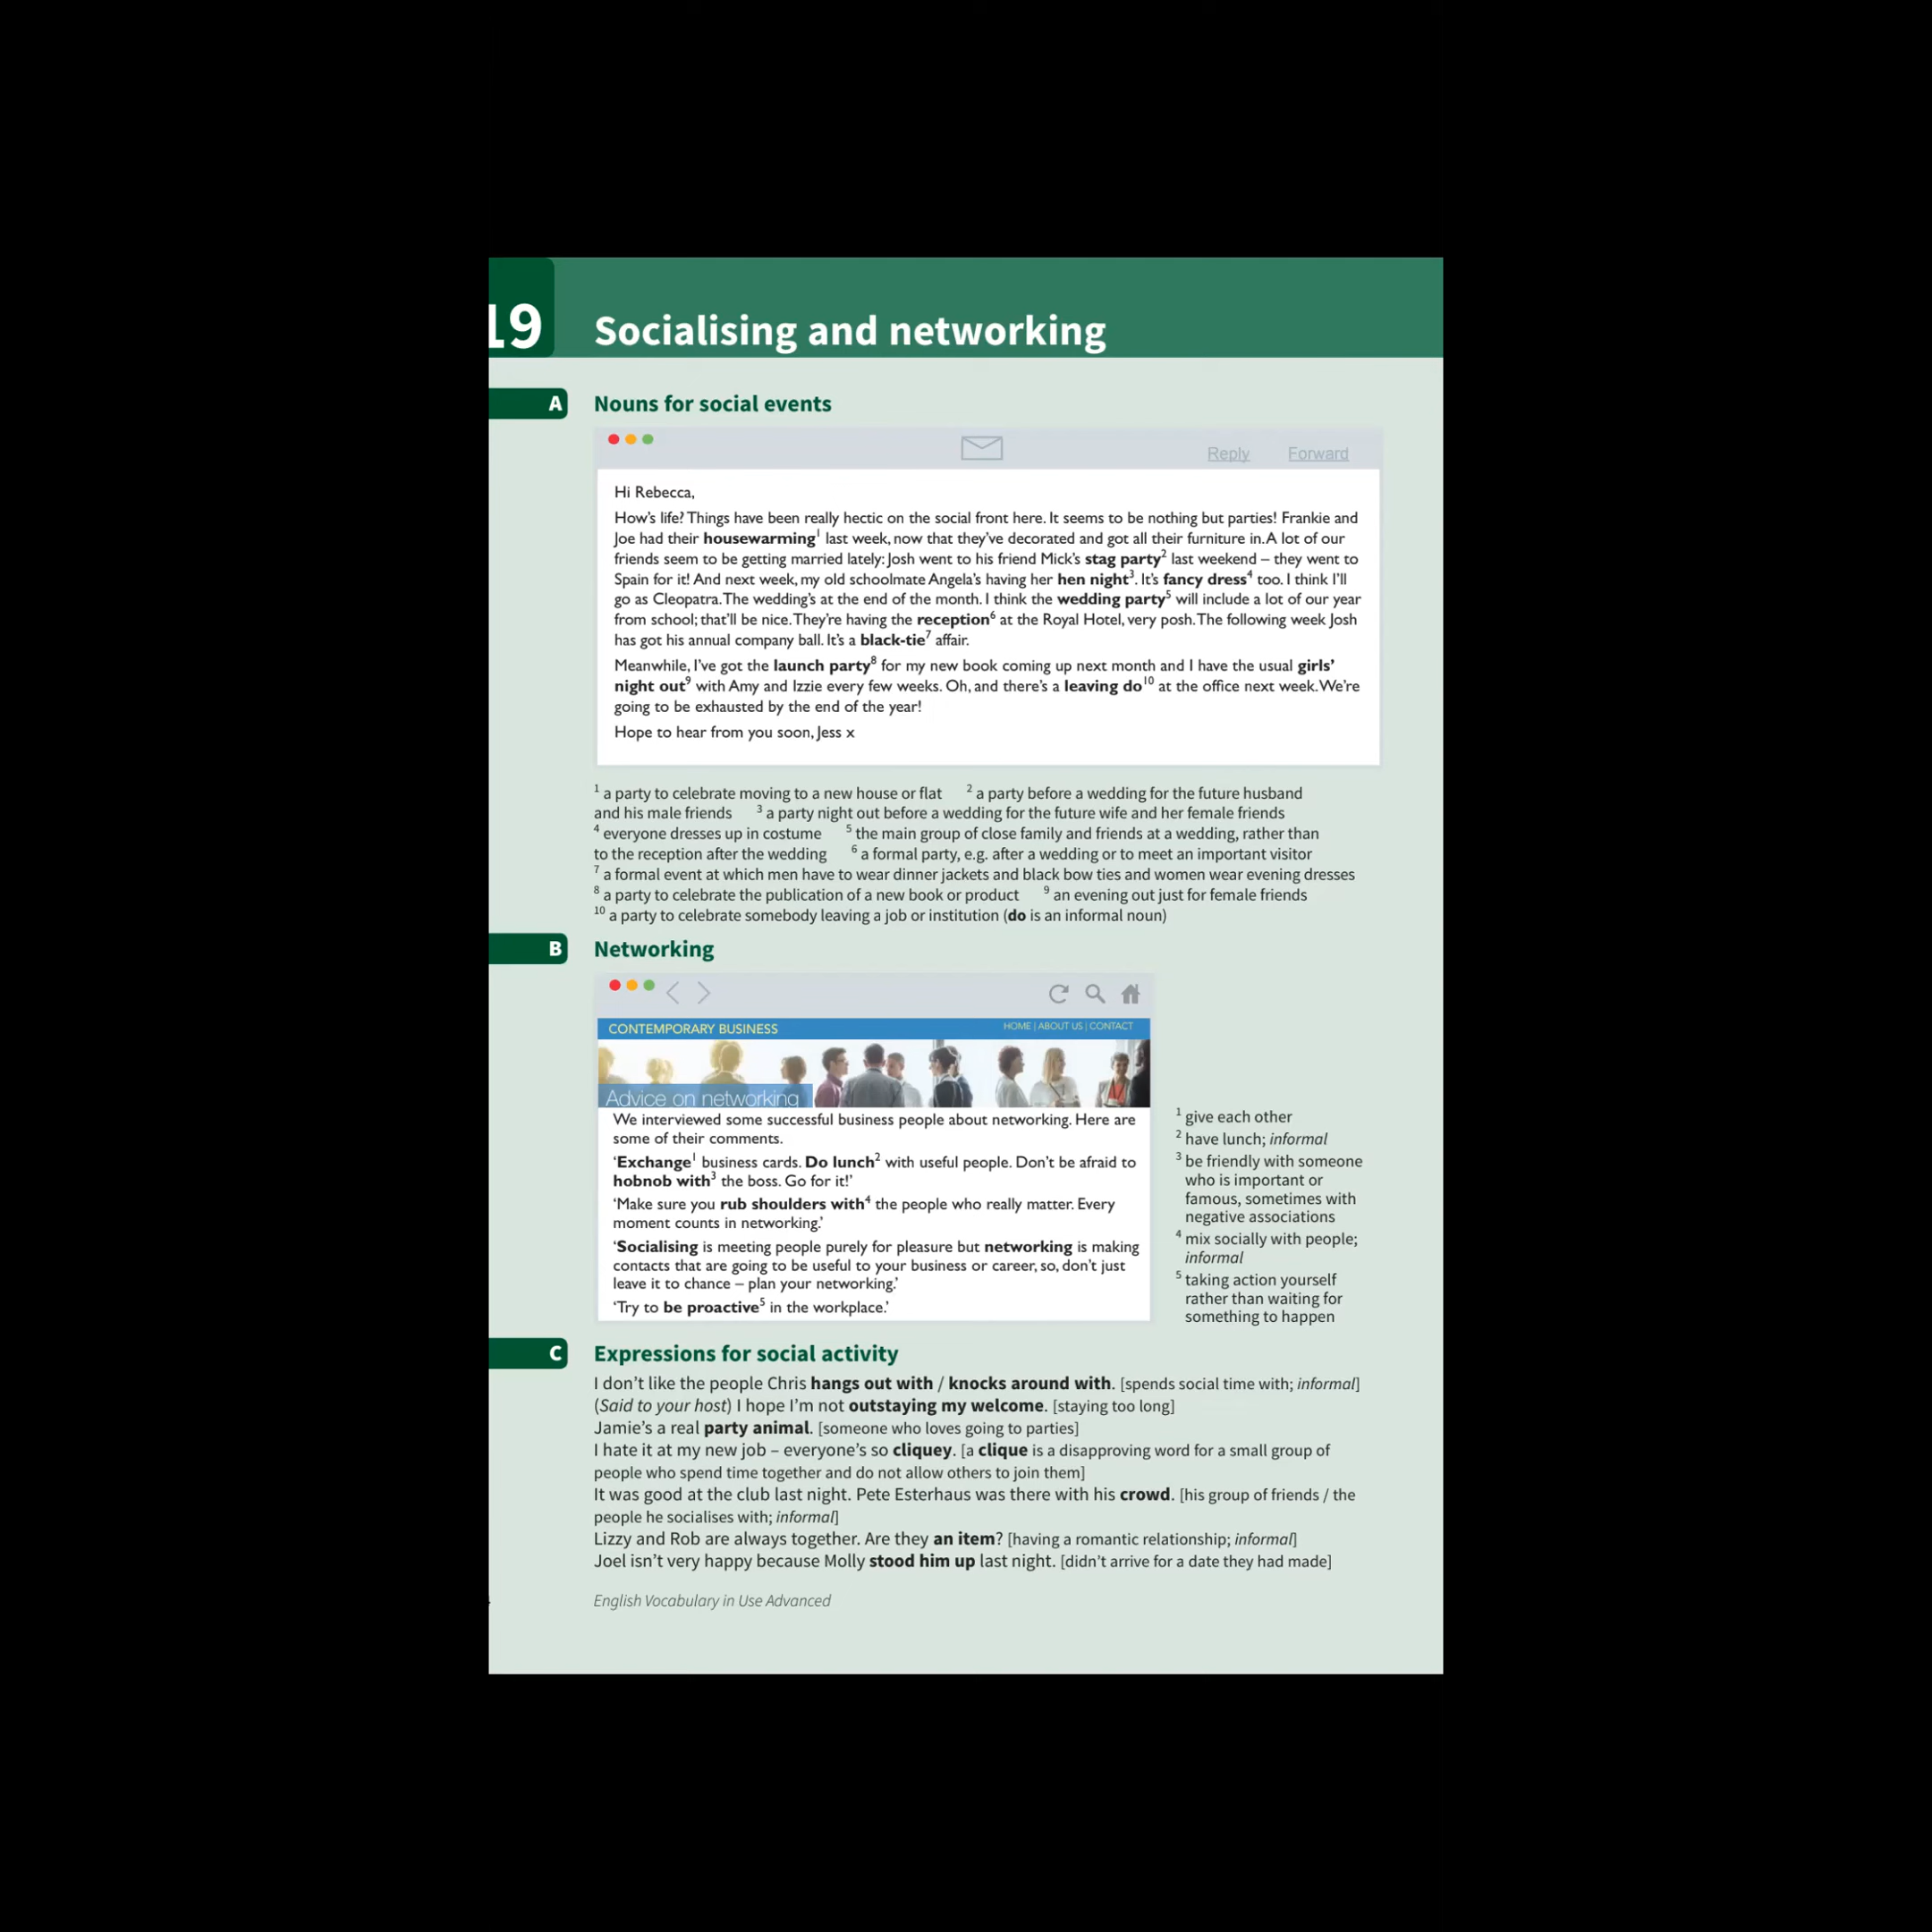 19
Socialising and networking
A
Nouns for social events
Reply Forward
Hi Rebecca,
How's life? Things have been really hectic on the social front here. It seems to be nothing but parties! Frankie and
Joe had their housewarming1 last week, now that they've decorated and got all their furniture in. A lot of our
friends seem to be getting married lately: Josh went to his friend Mick's stag party2 last weekend – they went to
Spain for it! And next week, my old schoolmate Angela's having her hen night3. It's fancy dress4 too. I think I'll
go as Cleopatra. The wedding's at the end of the month. I think the wedding party5 will include a lot of our year
from school; that'll be nice. They're having the reception6 at the Royal Hotel, very posh. The following week Josh
has got his annual company ball. It's a black-tie7 affair.
Meanwhile, I've got the launch party8 for my new book coming up next month and I have the usual girls'
night out9 with Amy and Izzie every few weeks. Oh, and there's a leaving do10 at the office next week. We're
going to be exhausted by the end of the year!
Hope to hear from you soon, Jess x
1 a party to celebrate moving to a new house or flat 2 a party before a wedding for the future husband
and his male friends 3 a party night out before a wedding for the future wife and her female friends
4 everyone dresses up in costume 5 the main group of close family and friends at a wedding, rather than
to the reception after the wedding 6 a formal party, e.g. after a wedding or to meet an important visitor
7 a formal event at which men have to wear dinner jackets and black bow ties and women wear evening dresses
8 a party to celebrate the publication of a new book or product 9 an evening out just for female friends
10 a party to celebrate somebody leaving a job or institution (do is an informal noun)
B
Networking
CONTEMPORARY BUSINESS
HOME | ABOUT US | CONTACT
Advice on networking
We interviewed some successful business people about networking. Here are
some of their comments.
'Exchange1 business cards. Do lunch2 with useful people. Don't be afraid to
hobnob with3 the boss. Go for it!'
'Make sure you rub shoulders with4 the people who really matter. Every
moment counts in networking.'
'Socialising is meeting people purely for pleasure but networking is making
contacts that are going to be useful to your business or career, so, don't just
leave it to chance – plan your networking.'
'Try to be proactive5 in the workplace.'
1 give each other
2 have lunch; informal
3 be friendly with someone
who is important or
famous, sometimes with
negative associations
4 mix socially with people;
informal
5 taking action yourself
rather than waiting for
something to happen
C
Expressions for social activity
I don't like the people Chris hangs out with / knocks around with. [spends social time with; informal]
(Said to your host) I hope I'm not outstaying my welcome. [staying too long]
Jamie's a real party animal. [someone who loves going to parties]
I hate it at my new job – everyone's so cliquey. [a clique is a disapproving word for a small group of
people who spend time together and do not allow others to join them]
It was good at the club last night. Pete Esterhaus was there with his crowd. [his group of friends / the
people he socialises with; informal]
Lizzy and Rob are always together. Are they an item? [having a romantic relationship; informal]
Joel isn't very happy because Molly stood him up last night. [didn't arrive for a date they had made]
English Vocabulary in Use Advanced